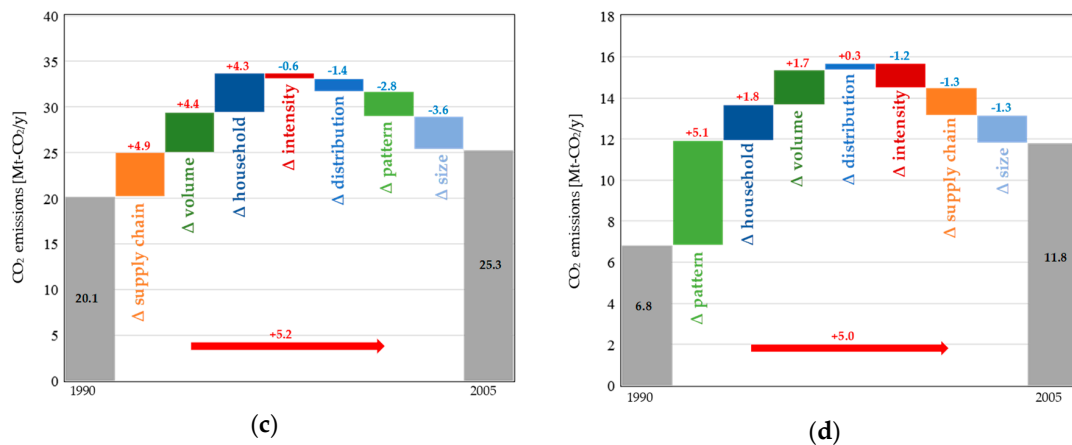 CO₂ emissions [Mt-CO₂/y]
40
35
30
25
20
15
10
5
0
20.1
+4.9
Δ supply chain
+4.4
Δ volume
+4.3
Δ household
-0.6
Δ intensity
-1.4
Δ distribution
-2.8
Δ pattern
-3.6
Δ size
25.3
+5.2
1990
2005
(c)
CO₂ emissions [Mt-CO₂/y]
18
16
14
12
10
8
6
4
2
0
6.8
+5.1
Δ pattern
+1.8
Δ household
+1.7
Δ volume
+0.3
Δ distribution
-1.2
Δ intensity
-1.3
Δ supply chain
-1.3
Δ size
11.8
+5.0
1990
2005
(d)